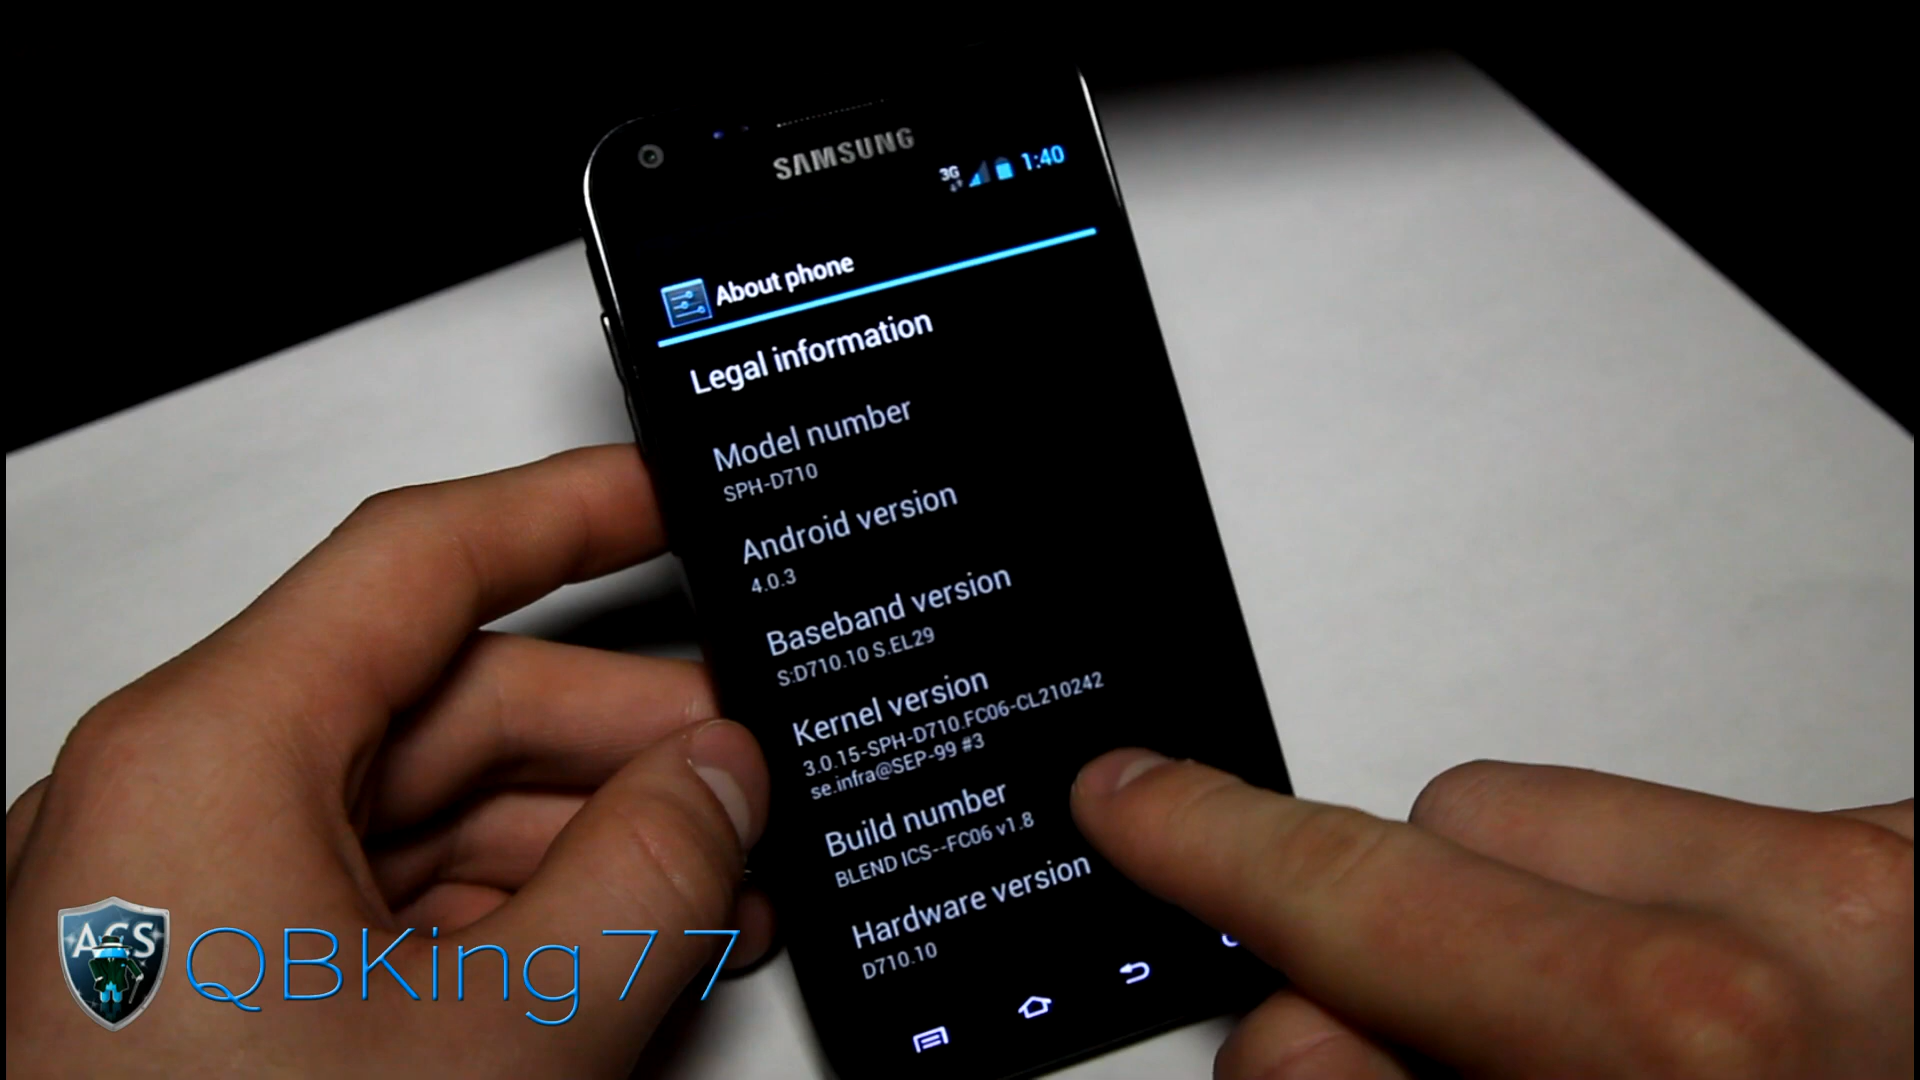 SAMSUNG
3G 1:40
About phone
Legal information
Model number
SPH-D710
Android version
4.0.3
Baseband version
S:D710.10 S.EL29
Kernel version
3.0.15-SPH-D710.FC06-CL210242
se.infra@SEP-99 #3
Build number
BLEND ICS--FC06 v1.8
Hardware version
D710.10
ACS
QBKing77